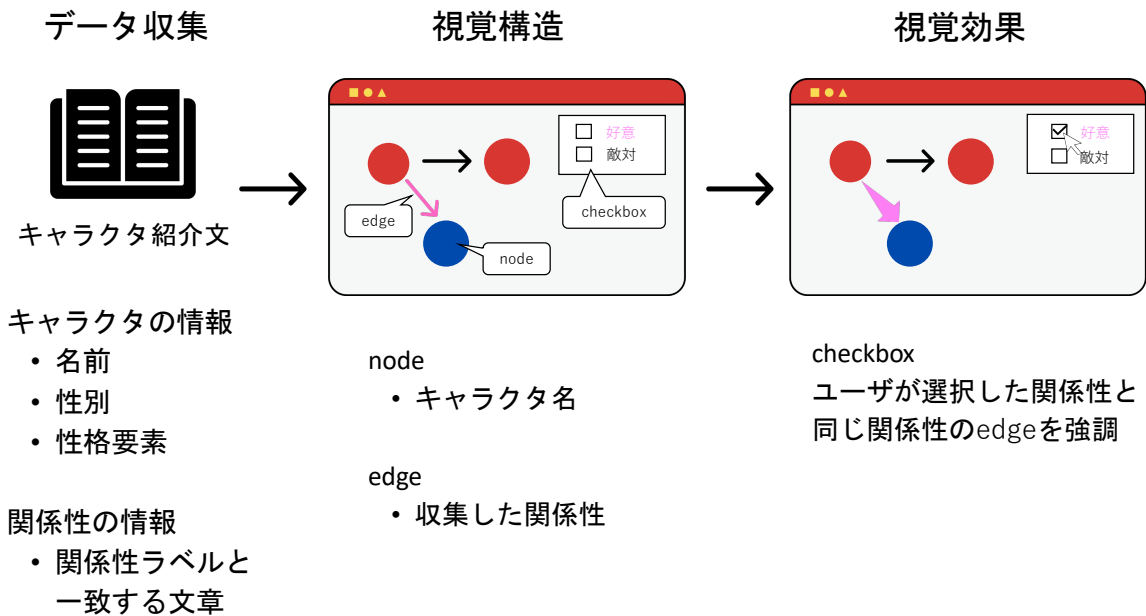 データ収集
視覚構造
視覚効果
キャラクタ紹介文
edge
node
checkbox
好意
敵対
好意
敵対
キャラクタの情報
• 名前
• 性別
• 性格要素
関係性の情報
• 関係性ラベルと
一致する文章
node
• キャラクタ名
edge
• 収集した関係性
checkbox
ユーザが選択した関係性と
同じ関係性のedgeを強調